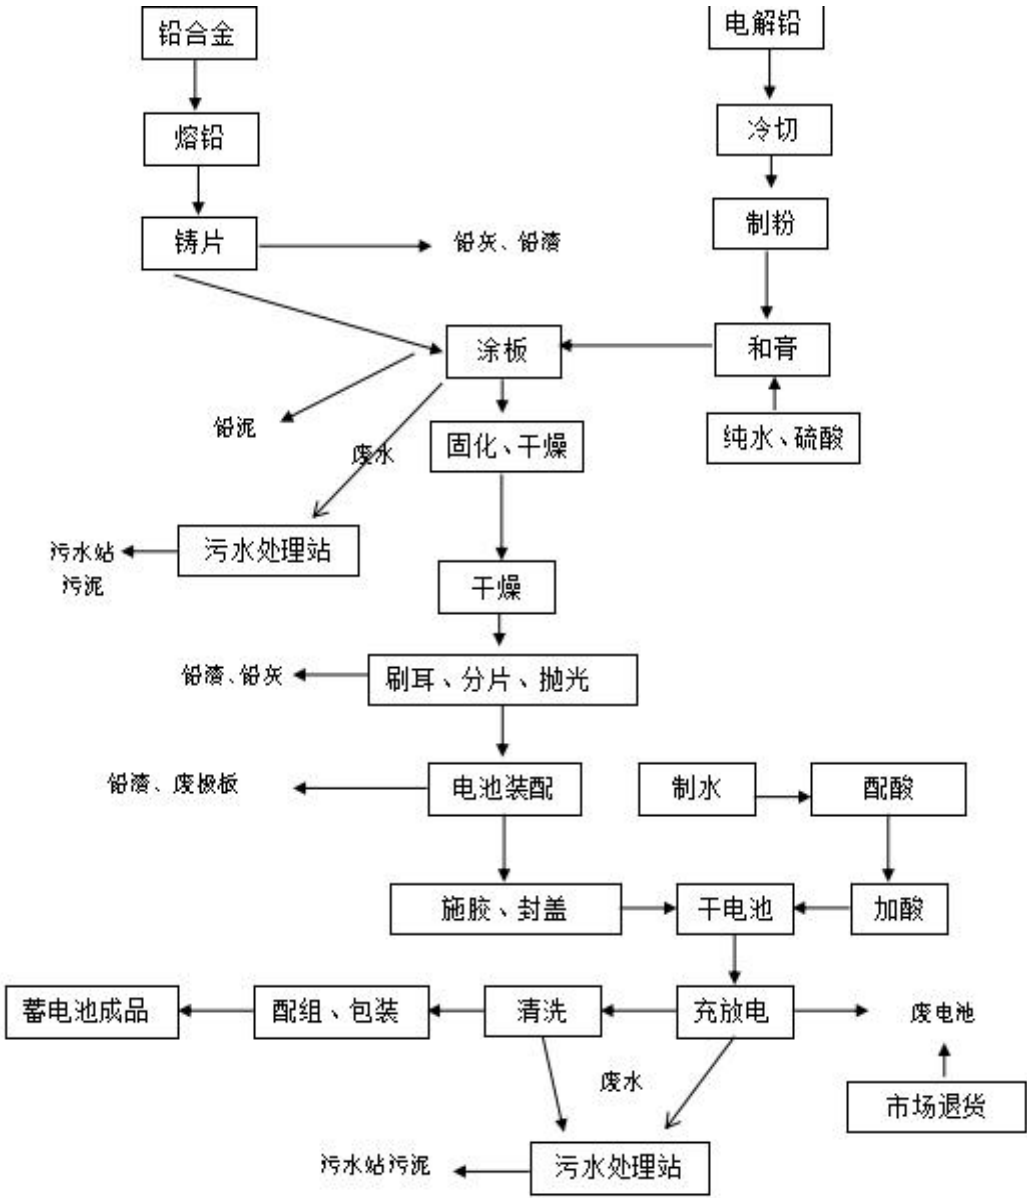 铅合金
电解铅
熔铅
冷切
铸片
铅灰、铅渣
制粉
涂板
和膏
铅泥
废水
固化、干燥
纯水、硫酸
污水站
污泥
污水处理站
干燥
铅渣、铅灰
刷耳、分片、抛光
铅渣、废极板
电池装配
制水
配酸
施胶、封盖
干电池
加酸
蓄电池成品
配组、包装
清洗
充放电
废电池
废水
市场退货
污水站污泥
污水处理站